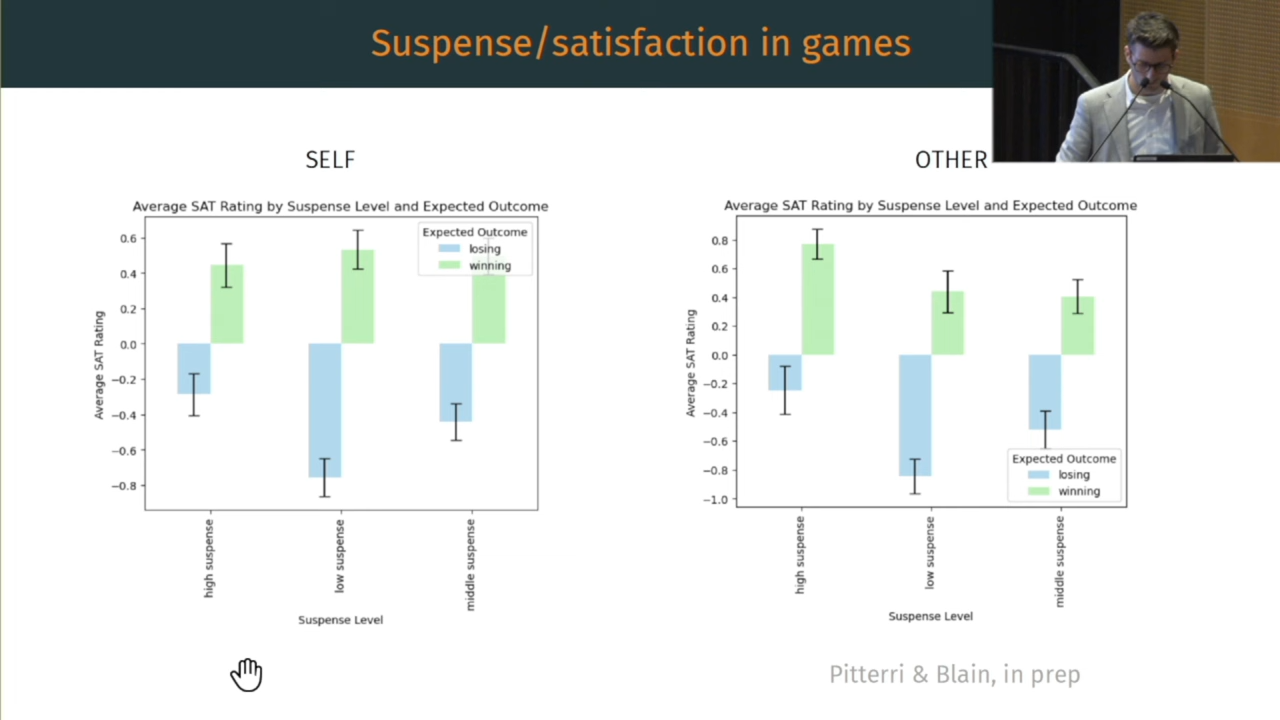 Suspense/satisfaction in games
SELF
Average SAT Rating by Suspense Level and Expected Outcome
Expected Outcome
losing
winning
0.6
0.4
0.2
0.0
−0.2
−0.4
−0.6
−0.8
Average SAT Rating
high suspense
low suspense
middle suspense
Suspense Level
OTHER
Average SAT Rating by Suspense Level and Expected Outcome
0.8
0.6
0.4
0.2
0.0
−0.2
−0.4
−0.6
−0.8
−1.0
Average SAT Rating
Expected Outcome
losing
winning
high suspense
low suspense
middle suspense
Suspense Level
Pitterri & Blain, in prep